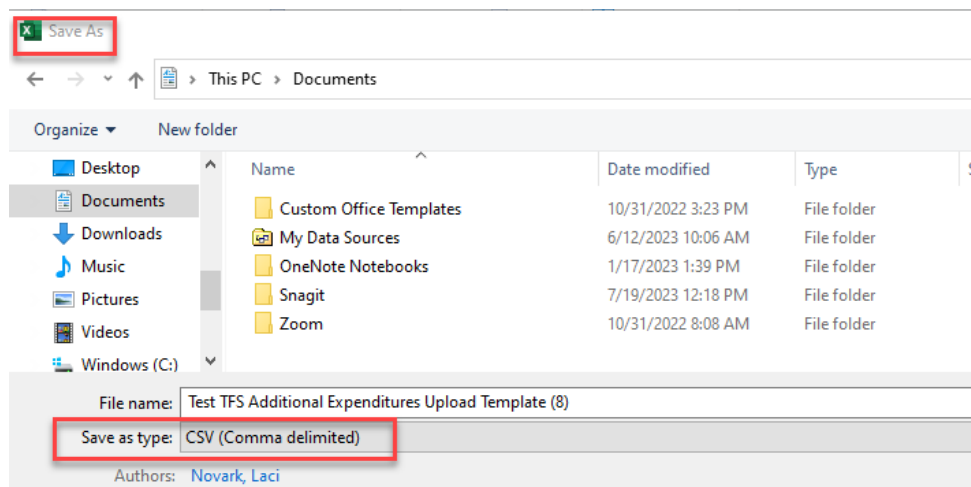 Save As
This PC > Documents
Organize New folder
Name Date modified Type
Desktop
Documents
Downloads
Music
Pictures
Videos
Windows (C:)
Custom Office Templates 10/31/2022 3:23 PM File folder
My Data Sources 6/12/2023 10:06 AM File folder
OneNote Notebooks 1/17/2023 1:39 PM File folder
Snagit 7/19/2023 12:18 PM File folder
Zoom 10/31/2022 8:08 AM File folder
File name: Test TFS Additional Expenditures Upload Template (8)
Save as type: CSV (Comma delimited)
Authors: Novark, Laci